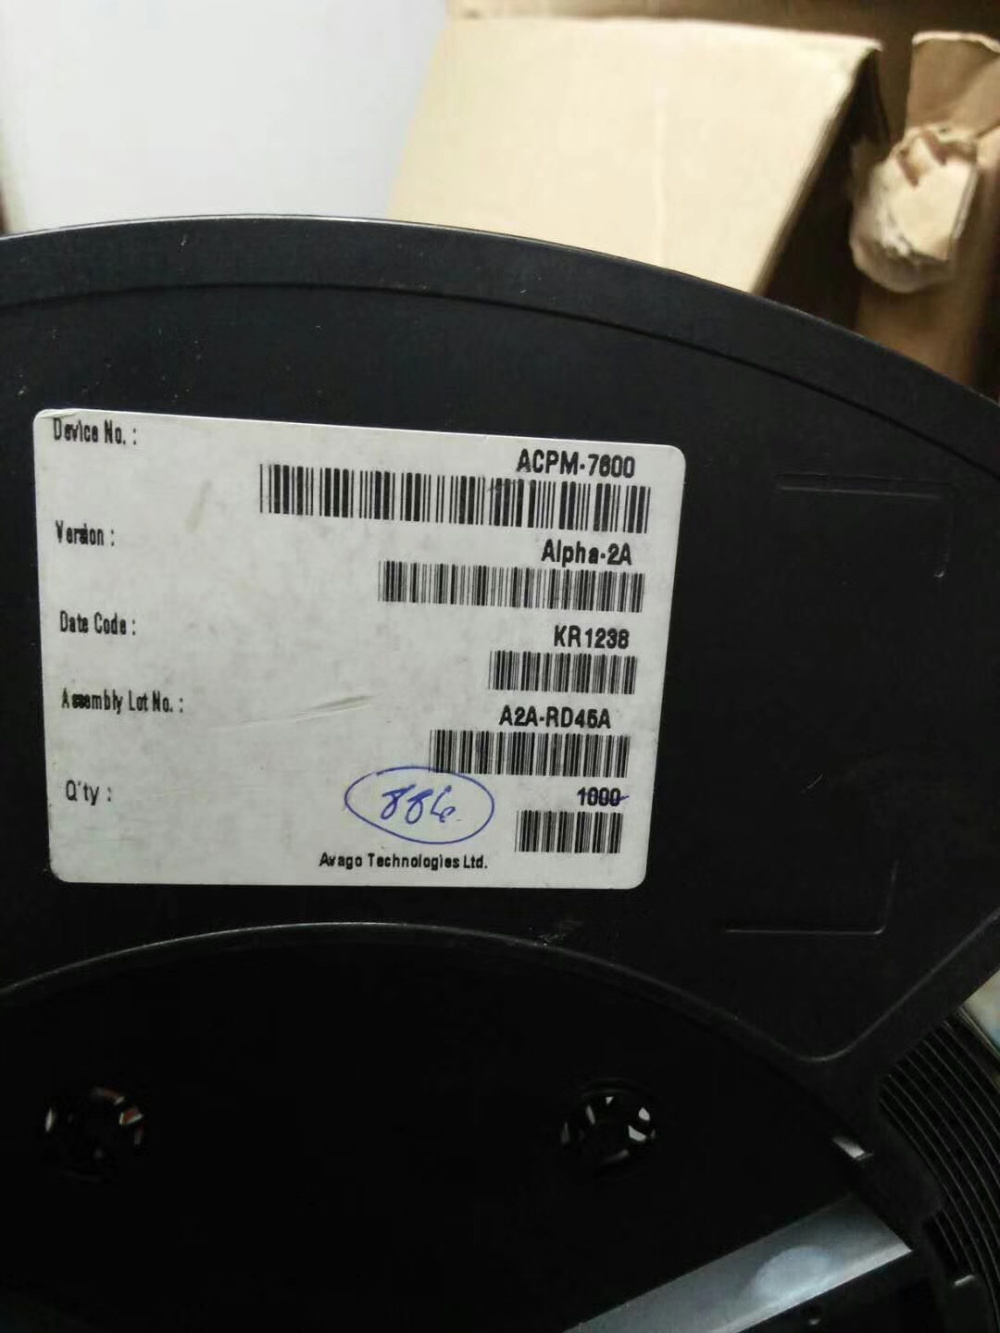 Device No. :
ACPM-7600
Version :
Alpha-2A
Date Code :
KR1238
Assembly Lot No. :
A2A-RD45A
Q'ty :
886
1000
Avago Technologies Ltd.